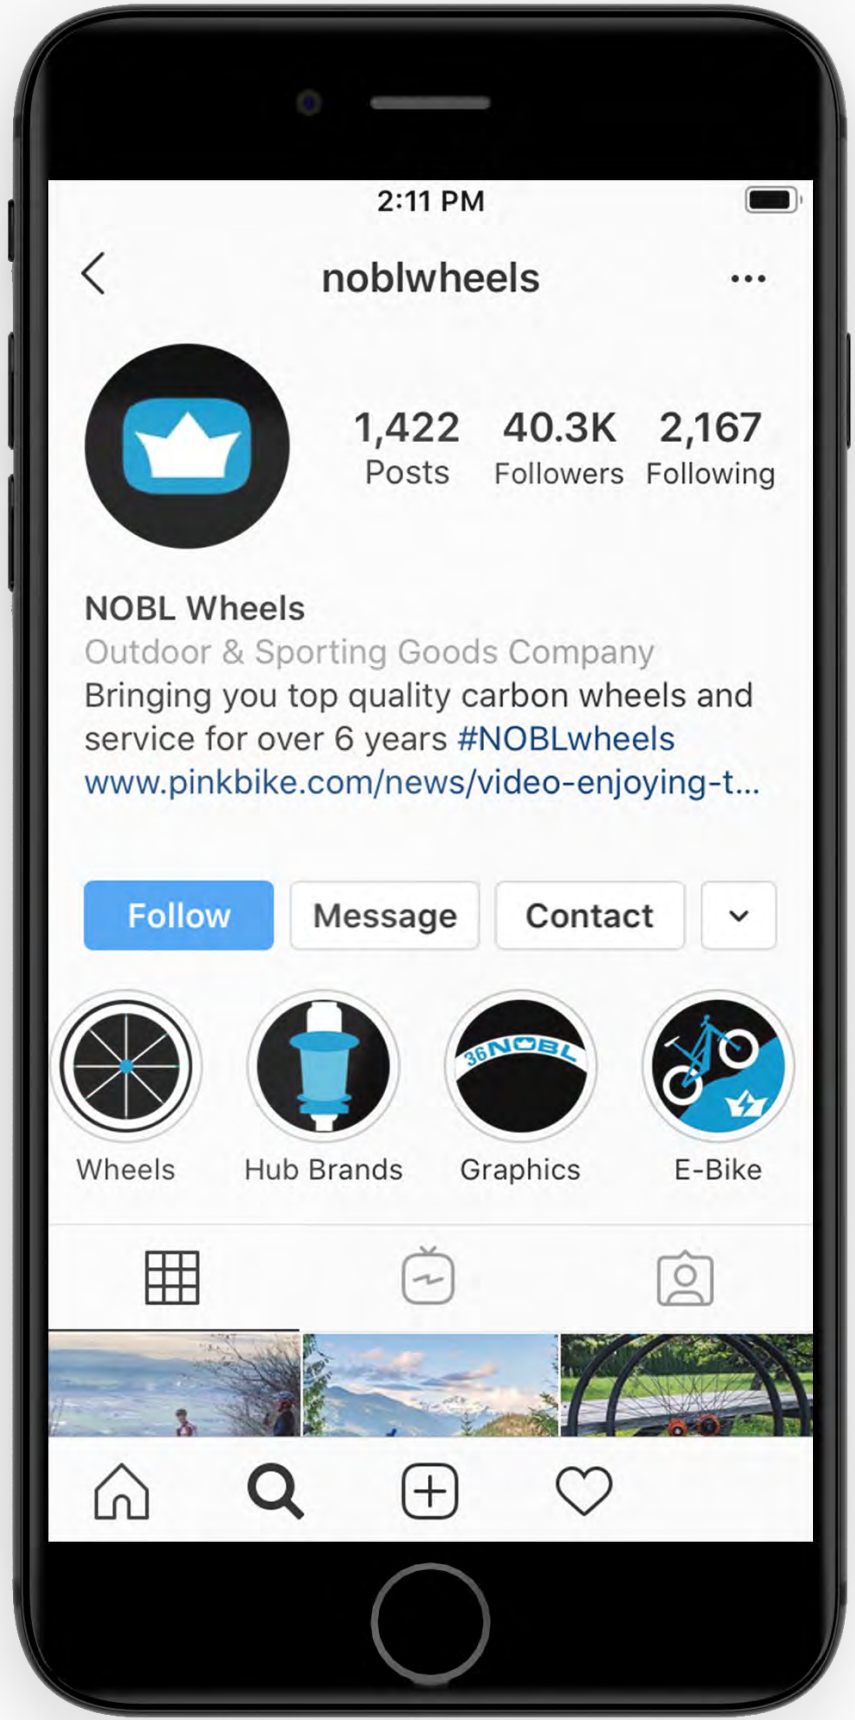 2:11 PM
noblwheels
1,422 40.3K 2,167
Posts Followers Following
NOBL Wheels
Outdoor & Sporting Goods Company
Bringing you top quality carbon wheels and
service for over 6 years #NOBLwheels
www.pinkbike.com/news/video-enjoying-t...
Follow Message Contact
36 NOBL
Wheels Hub Brands Graphics E-Bike